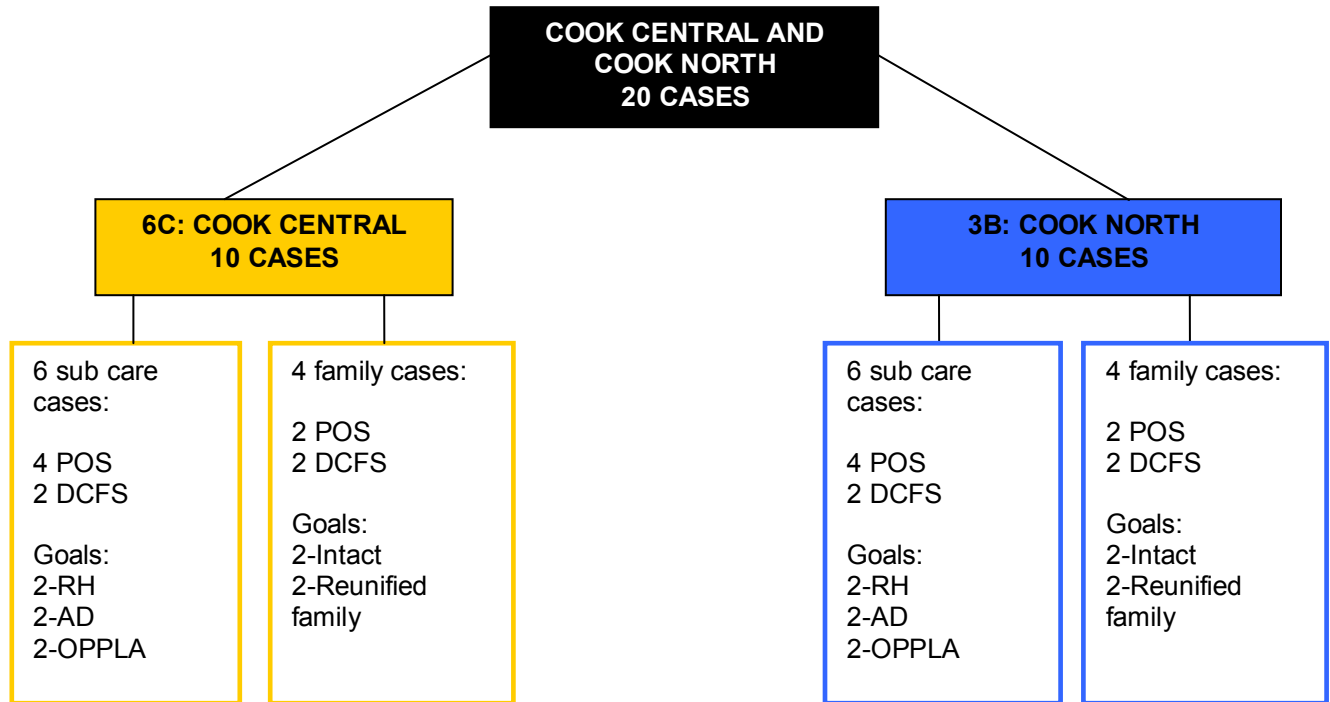 COOK CENTRAL AND
COOK NORTH
20 CASES
6C: COOK CENTRAL
10 CASES
3B: COOK NORTH
10 CASES
6 sub care
cases:
4 POS
2 DCFS
Goals:
2-RH
2-AD
2-OPPLA
4 family cases:
2 POS
2 DCFS
Goals:
2-Intact
2-Reunified
family
6 sub care
cases:
4 POS
2 DCFS
Goals:
2-RH
2-AD
2-OPPLA
4 family cases:
2 POS
2 DCFS
Goals:
2-Intact
2-Reunified
family